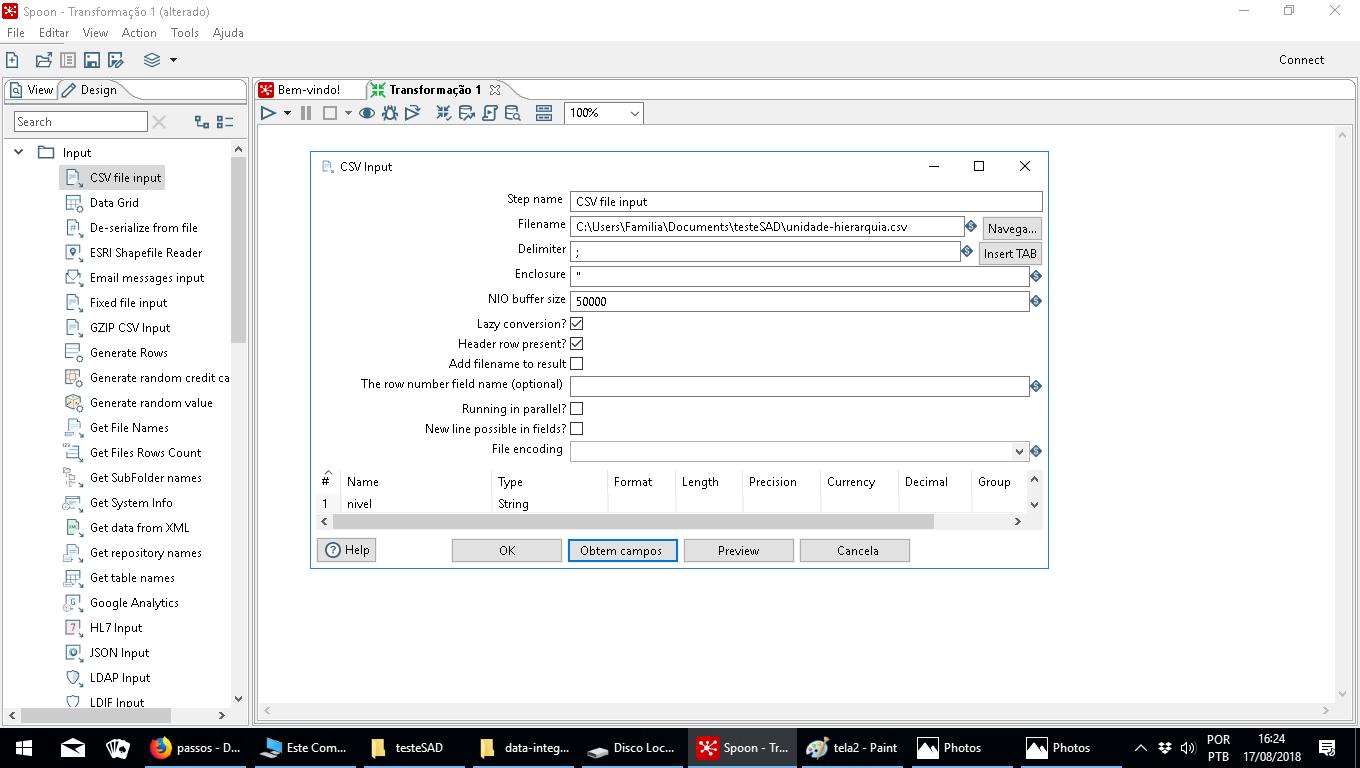 Spoon - Transformação 1 (alterado)
File Editar View Action Tools Ajuda
Connect
View Design
Bem-vindo! Transformação 1
Search
100%
Input
CSV file input
Data Grid
De-serialize from file
ESRI Shapefile Reader
Email messages input
Fixed file input
GZIP CSV Input
Generate Rows
Generate random credit ca
Generate random value
Get File Names
Get Files Rows Count
Get SubFolder names
Get System Info
Get data from XML
Get repository names
Get table names
Google Analytics
HL7 Input
JSON Input
LDAP Input
LDIF Input
CSV Input
Step name CSV file input
Filename C:\Users\Familia\Documents\testeSAD\unidade-hierarquia.csv Navega...
Delimiter ; Insert TAB
Enclosure "
NIO buffer size 50000
Lazy conversion?
Header row present?
Add filename to result
The row number field name (optional)
Running in parallel?
New line possible in fields?
File encoding
# Name Type Format Length Precision Currency Decimal Group
1 nivel String
Help OK Obtem campos Preview Cancela
passos - D... Este Com... testeSAD data-integ... Disco Loc... Spoon - Tr... tela2 - Paint Photos Photos POR 16:24
PTB 17/08/2018